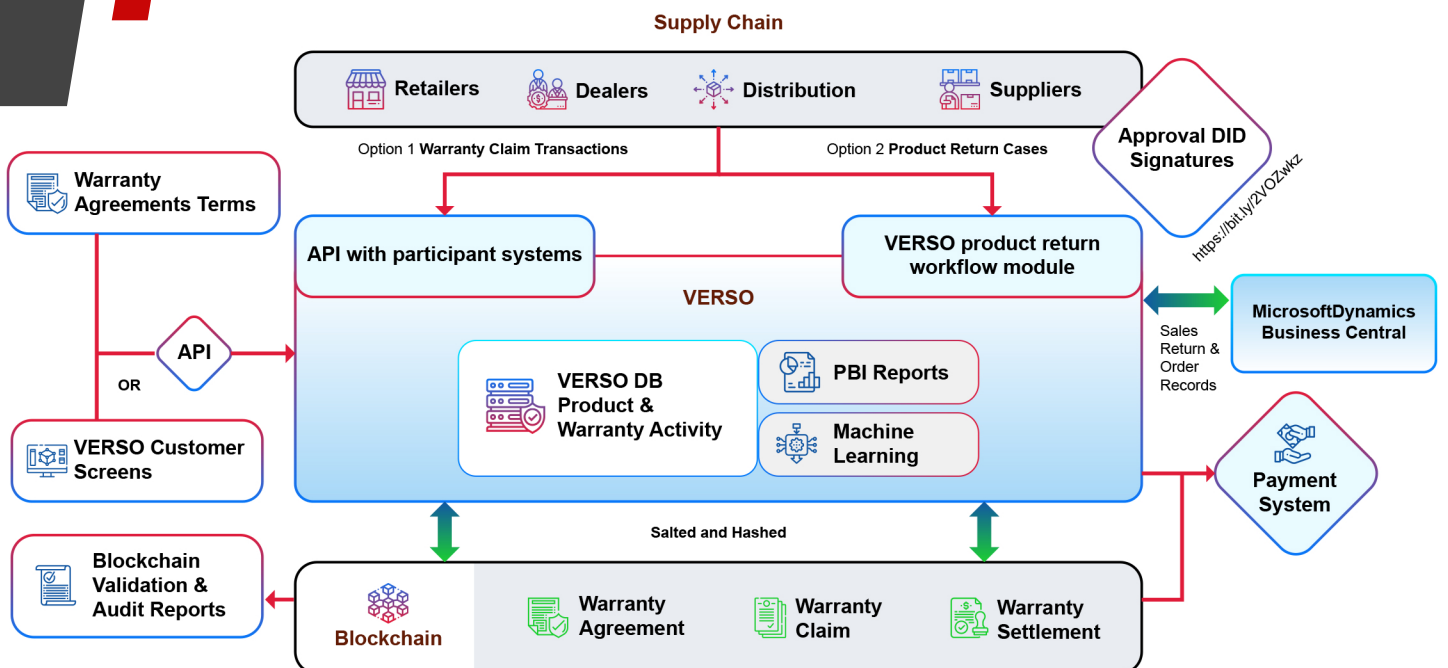 Supply Chain
Retailers
Dealers
Distribution
Suppliers
Approval DID
Signatures
https://bit.ly/2VOZwkz
Option 1 Warranty Claim Transactions
Option 2 Product Return Cases
Warranty
Agreements Terms
API with participant systems
VERSO product return
workflow module
VERSO
MicrosoftDynamics
Business Central
Sales
Return &
Order
Records
API
OR
VERSO DB
Product &
Warranty Activity
PBI Reports
Machine
Learning
VERSO Customer
Screens
Payment
System
Salted and Hashed
Blockchain
Validation &
Audit Reports
Blockchain
Warranty
Agreement
Warranty
Claim
Warranty
Settlement